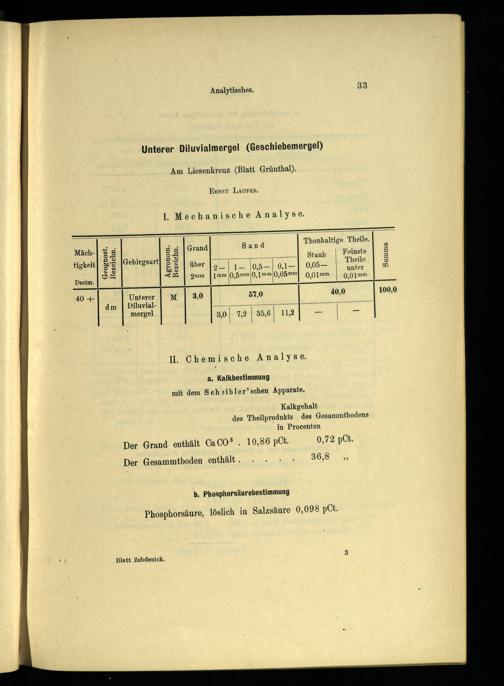 Analytisches. 33
Unterer Diluvialmergel (Geschiebemergel)
Am Liesenkreuz (Blatt Grünthal).
Ernst Laufer.
I. Mechanische Analyse.
Mäch-
tigkeit
Decim.
Geognost.
Bezeichn.
Gebirgsart
Agronom.
Bezeichn.
Grand
über
2mm
Sand
2—
1mm
1—
0,5mm
0,5—
0,1mm
0,1—
0,05mm
Thonhaltige Theile.
Staub
0,05—
0,01mm
Feinste
Theile
unter
0,01mm
Summa
40 +
dm
Unterer
Diluvial-
mergel
M 3,0 57,0 40,0 100,0
3,0 7,2 35,6 11,2 — —
II. Chemische Analyse.
a. Kalkbestimmung
mit dem Scheibler'schen Apparate.
Kalkgehalt
des Theilprodukts des Gesammtbodens
in Procenten
Der Grand enthält CaCO³ . 10,86 pCt. 0,72 pCt.
Der Gesammtboden enthält . . . . . 36,8 „
b. Phosphorsäurebestimmung
Phosphorsäure, löslich in Salzsäure 0,098 pCt.
Blatt Zehdenick. 3